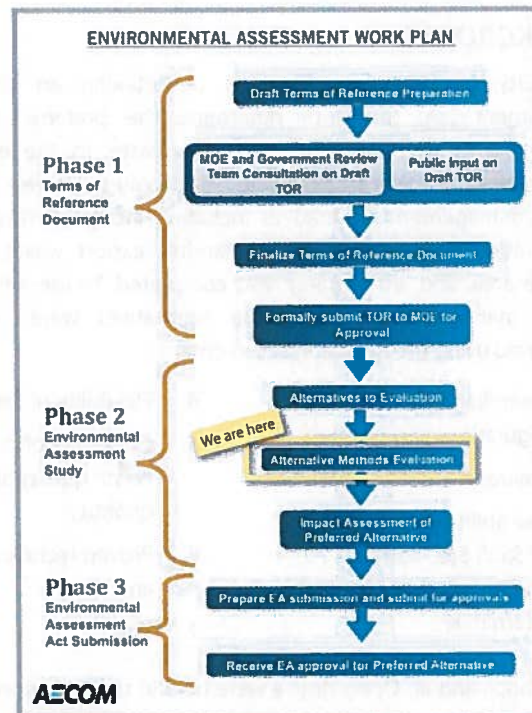 ENVIRONMENTAL ASSESSMENT WORK PLAN
Draft Terms of Reference Preparation
Phase 1
Terms of
Reference
Document
MOE and Government Review
Team Consultation on Draft
TOR
Public Input on
Draft TOR
Finalize Terms of Reference Document
Formally submit TOR to MOE for
Approval
Phase 2
Environmental
Assessment
Study
Alternatives to Evaluation
We are here
Alternative Methods Evaluation
Impact Assessment of
Preferred Alternative
Phase 3
Environmental
Assessment
Act Submission
Prepare EA submission and submit for approvals
Receive EA approval for Preferred Alternative
AECOM